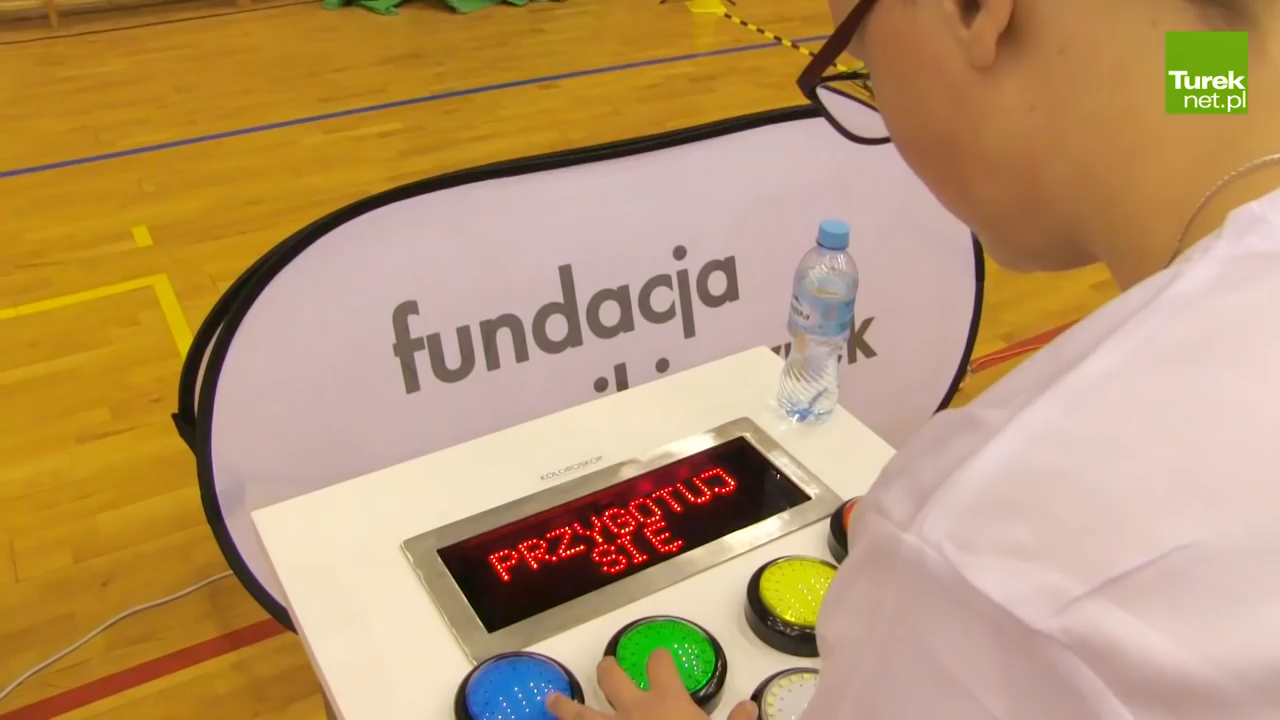 Turek
net.pl
fundacja
KOLOROSKOP
PRZYGOTUJ
SIĘ